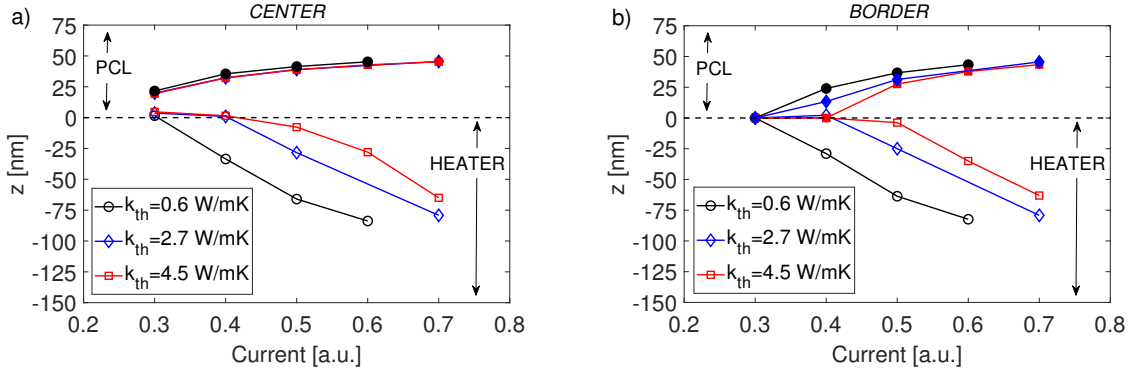 a)
CENTER
75
50
25
0
-25
-50
-75
-100
-125
-150
z [nm]
PCL
HEATER
k_th=0.6 W/mK
k_th=2.7 W/mK
k_th=4.5 W/mK
0.2 0.3 0.4 0.5 0.6 0.7 0.8
Current [a.u.]
b)
BORDER
75
50
25
0
-25
-50
-75
-100
-125
-150
z [nm]
PCL
HEATER
k_th=0.6 W/mK
k_th=2.7 W/mK
k_th=4.5 W/mK
0.2 0.3 0.4 0.5 0.6 0.7 0.8
Current [a.u.]